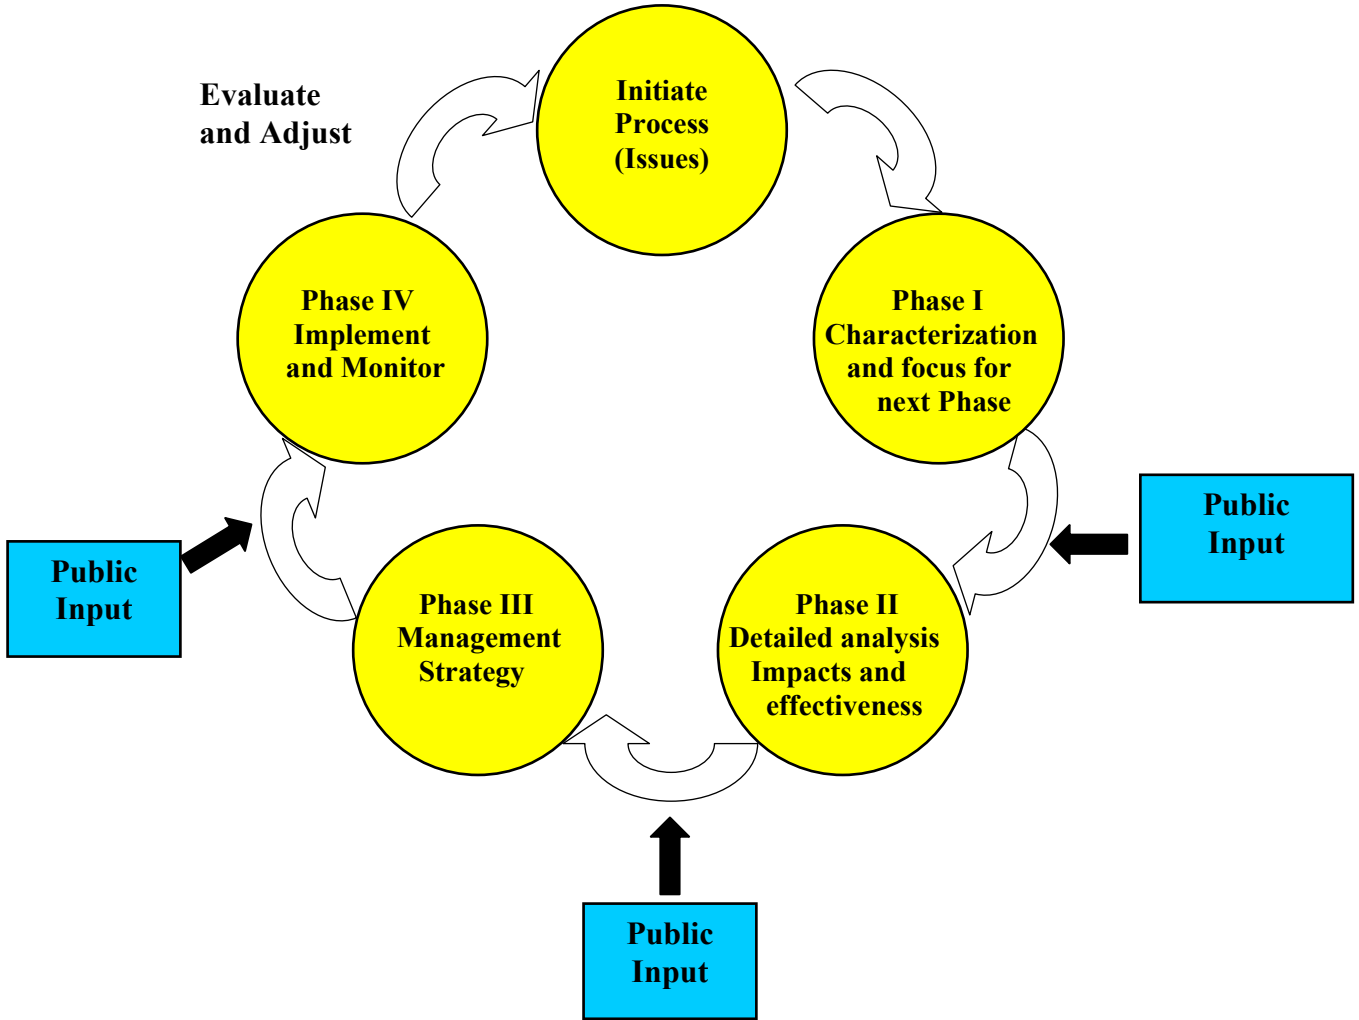 Evaluate
and Adjust
Initiate
Process
(Issues)
Phase I
Characterization
and focus for
next Phase
Public
Input
Phase II
Detailed analysis
Impacts and
effectiveness
Public
Input
Phase III
Management
Strategy
Public
Input
Phase IV
Implement
and Monitor